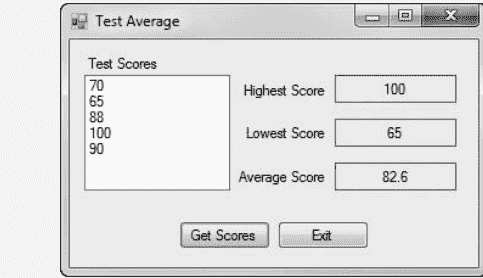 Test Average
Test Scores
70
65
88
100
90
Highest Score 100
Lowest Score 65
Average Score 82.6
Get Scores Exit